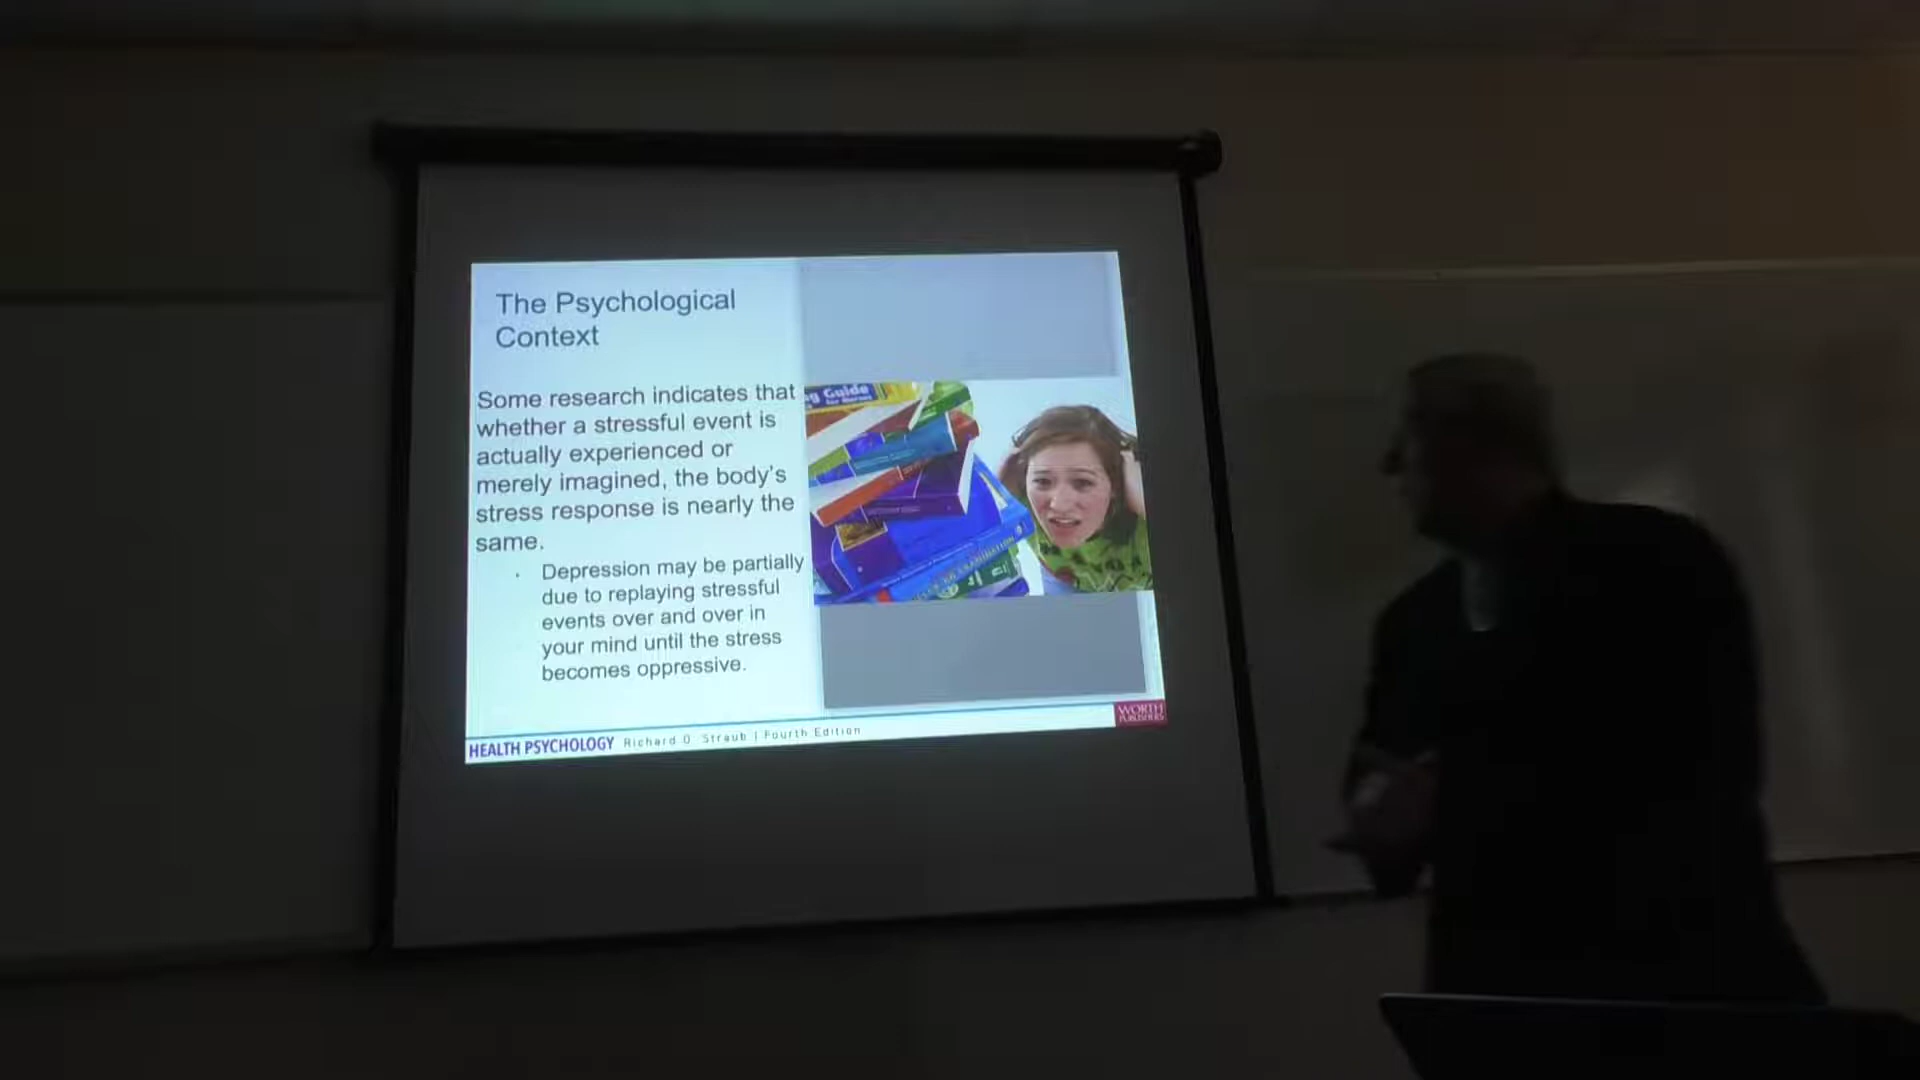 The Psychological
Context
Some research indicates that
whether a stressful event is
actually experienced or
merely imagined, the body's
stress response is nearly the
same.
· Depression may be partially
due to replaying stressful
events over and over in
your mind until the stress
becomes oppressive.
g Guide
EXAMINATION
HEALTH PSYCHOLOGY Richard O. Straub | Fourth Edition
WORTH
PUBLISHERS